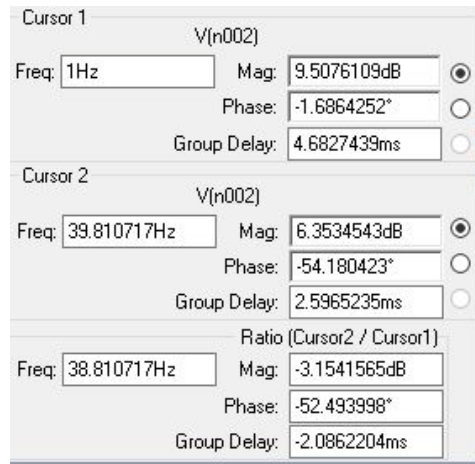 Cursor 1
V(n002)
Freq: 1Hz Mag: 9.5076109dB
Phase: -1.6864252°
Group Delay: 4.6827439ms
Cursor 2
V(n002)
Freq: 39.810717Hz Mag: 6.3534543dB
Phase: -54.180423°
Group Delay: 2.5965235ms
Ratio (Cursor2 / Cursor1)
Freq: 38.810717Hz Mag: -3.1541565dB
Phase: -52.493998°
Group Delay: -2.0862204ms